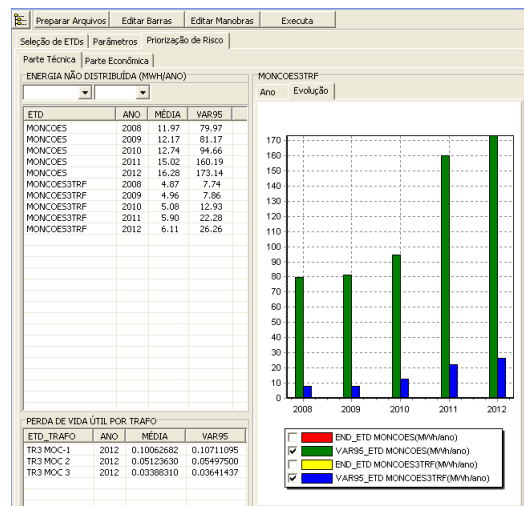 Preparar Arquivos Editar Barras Editar Manobras Executa
Seleção de ETDs Parâmetros Priorização de Risco
Parte Técnica Parte Econômica
ENERGIA NÃO DISTRIBUÍDA (MWH/ANO)
ETD ANO MÉDIA VAR95
MONCOES 2008 11.97 79.97
MONCOES 2009 12.17 81.17
MONCOES 2010 12.74 94.66
MONCOES 2011 15.02 160.19
MONCOES 2012 16.28 173.14
MONCOES3TRF 2008 4.87 7.74
MONCOES3TRF 2009 4.96 7.86
MONCOES3TRF 2010 5.08 12.93
MONCOES3TRF 2011 5.90 22.28
MONCOES3TRF 2012 6.11 26.26
PERDA DE VIDA ÚTIL POR TRAFO
ETD_TRAFO ANO MÉDIA VAR95
TR3 MOC-1 2012 0.10062682 0.10711095
TR3 MOC 2 2012 0.05123630 0.05497500
TR3 MOC 3 2012 0.03388310 0.03641437
MONCOES3TRF
Ano Evolução
170
160
150
140
130
120
110
100
90
80
70
60
50
40
30
20
10
0
2008 2009 2010 2011 2012
END_ETD MONCOES(MWh/ano)
VAR95_ETD MONCOES(MWh/ano)
END_ETD MONCOES3TRF(MWh/ano)
VAR95_ETD MONCOES3TRF(MWh/ano)